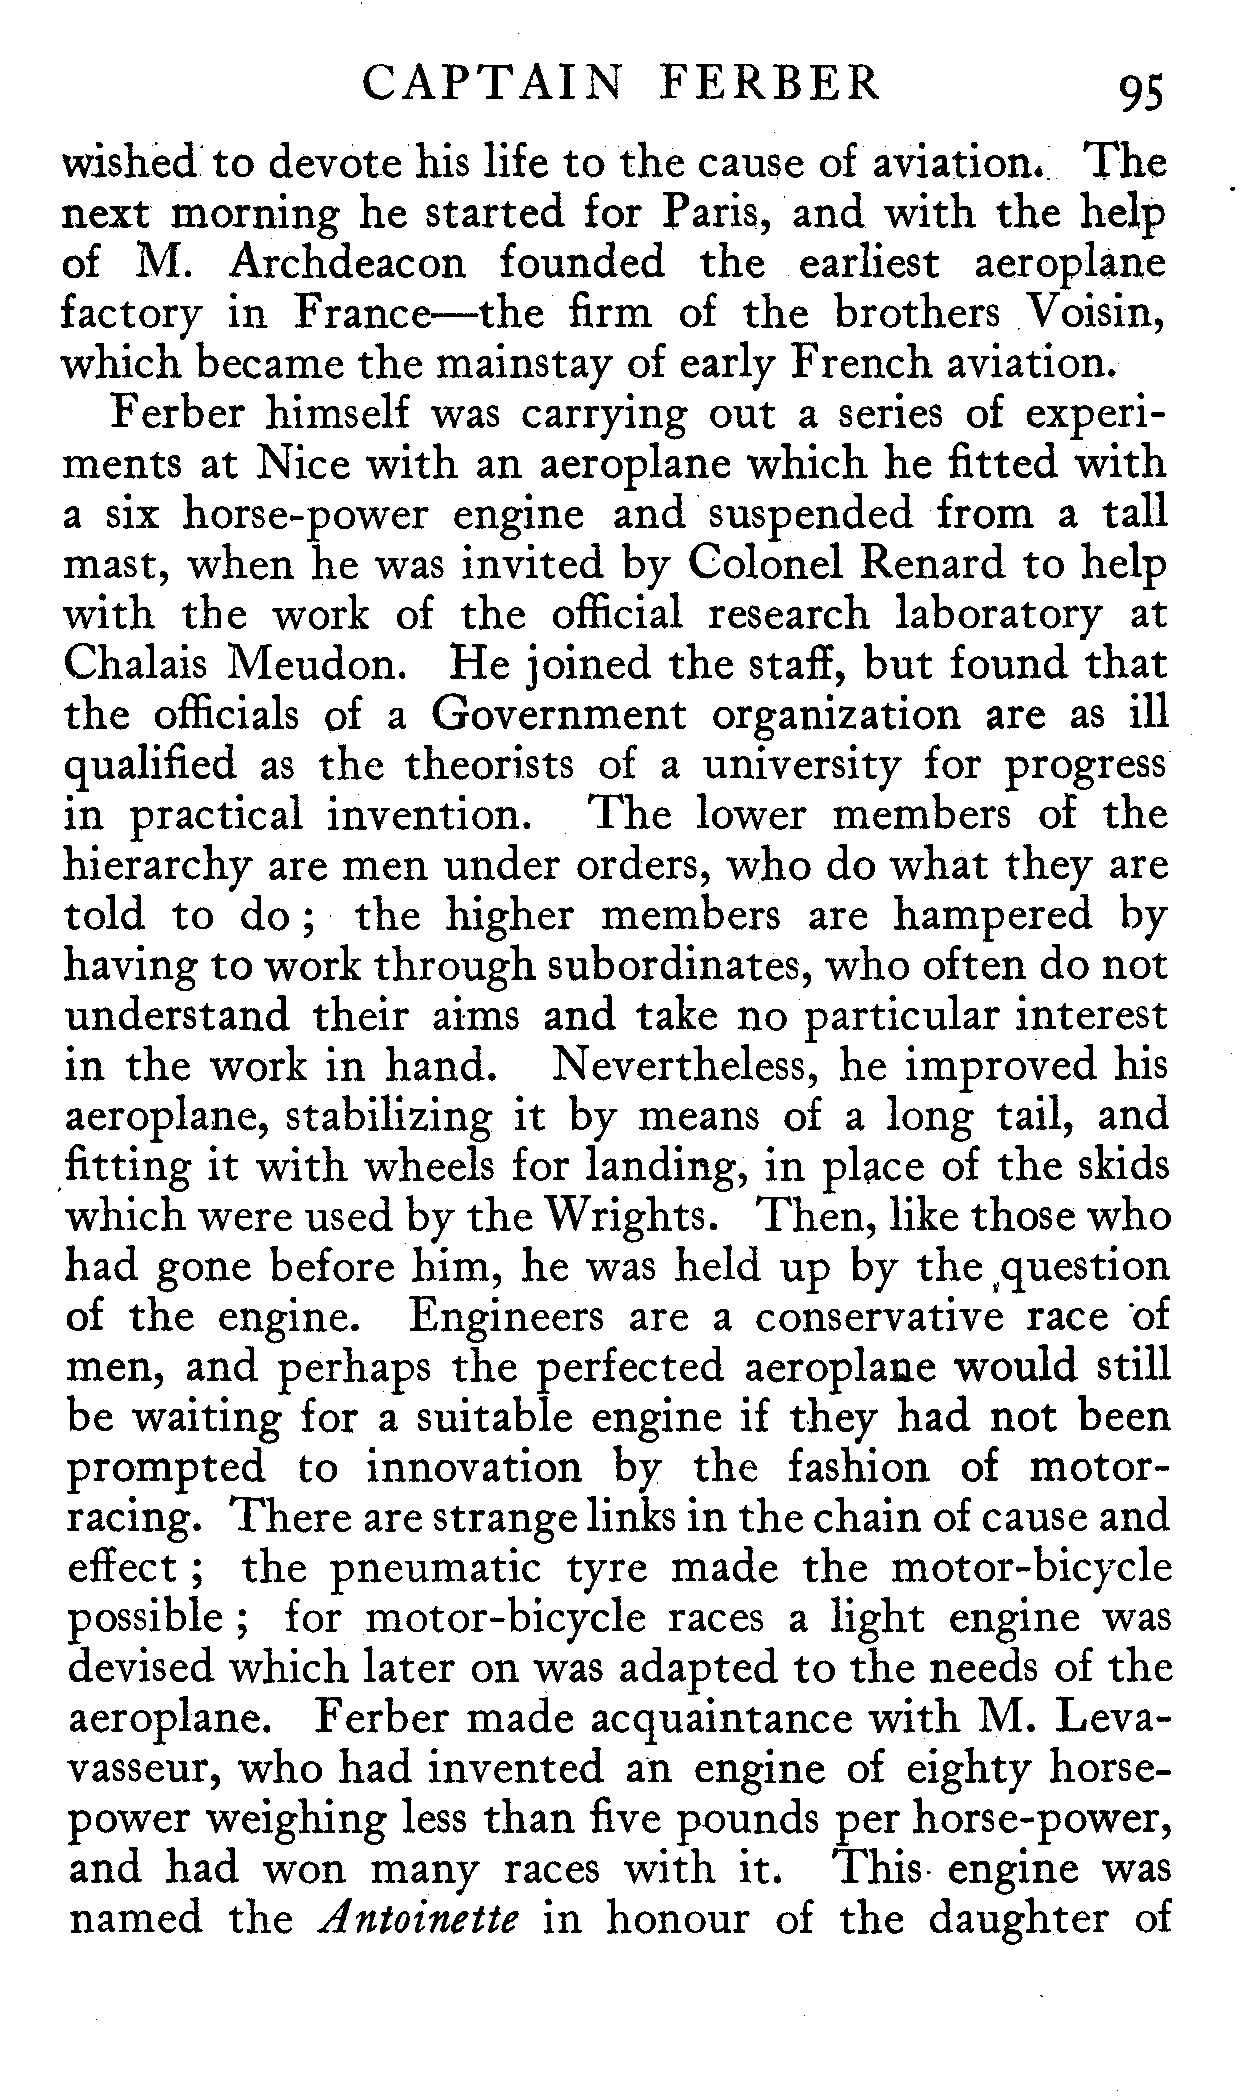 CAPTAIN FERBER 95
wished to devote his life to the cause of aviation. The
next morning he started for Paris, and with the help
of M. Archdeacon founded the earliest aeroplane
factory in France—the firm of the brothers Voisin,
which became the mainstay of early French aviation.
Ferber himself was carrying out a series of experi-
ments at Nice with an aeroplane which he fitted with
a six horse-power engine and suspended from a tall
mast, when he was invited by Colonel Renard to help
with the work of the official research laboratory at
Chalais Meudon. He joined the staff, but found that
the officials of a Government organization are as ill
qualified as the theorists of a university for progress
in practical invention. The lower members of the
hierarchy are men under orders, who do what they are
told to do ; the higher members are hampered by
having to work through subordinates, who often do not
understand their aims and take no particular interest
in the work in hand. Nevertheless, he improved his
aeroplane, stabilizing it by means of a long tail, and
fitting it with wheels for landing, in place of the skids
which were used by the Wrights. Then, like those who
had gone before him, he was held up by the question
of the engine. Engineers are a conservative race of
men, and perhaps the perfected aeroplane would still
be waiting for a suitable engine if they had not been
prompted to innovation by the fashion of motor-
racing. There are strange links in the chain of cause and
effect ; the pneumatic tyre made the motor-bicycle
possible ; for motor-bicycle races a light engine was
devised which later on was adapted to the needs of the
aeroplane. Ferber made acquaintance with M. Leva-
vasseur, who had invented an engine of eighty horse-
power weighing less than five pounds per horse-power,
and had won many races with it. This engine was
named the Antoinette in honour of the daughter of